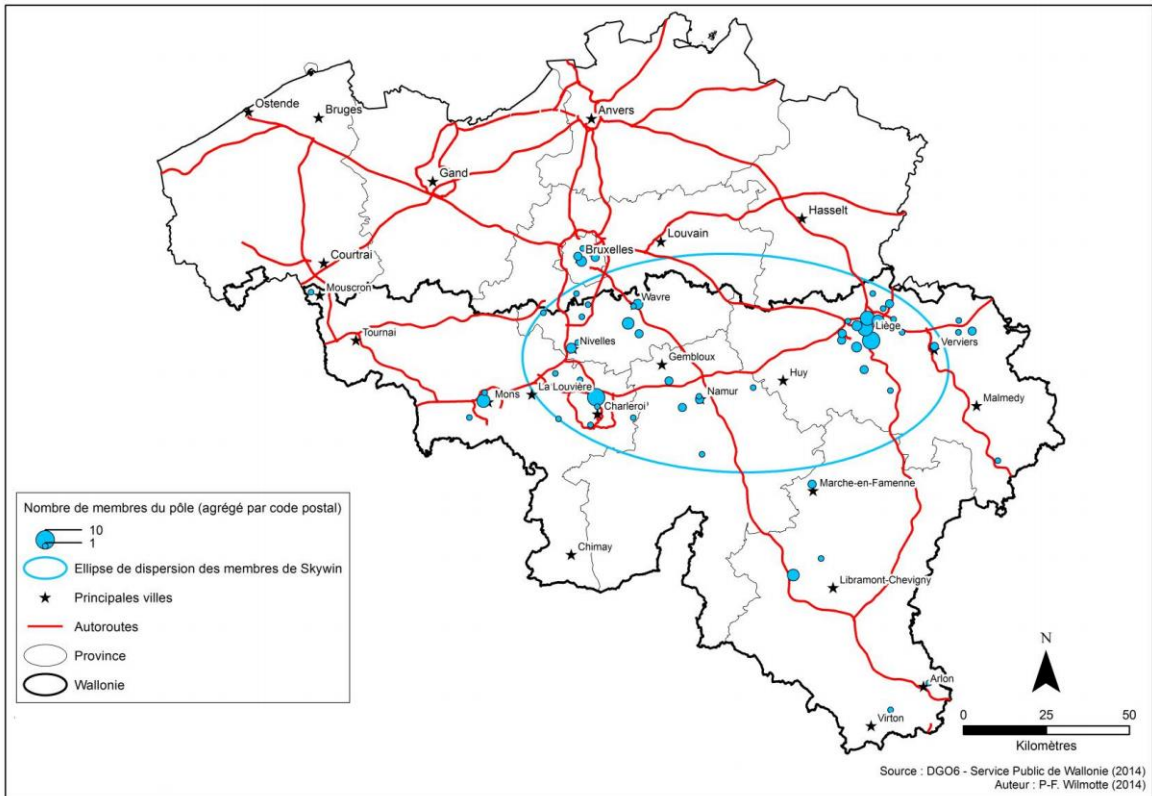 Ostende
Bruges
Anvers
Gand
Hasselt
Louvain
Bruxelles
Courtrai
Mouscron
Wavre
Liège
Tournai
Nivelles
Verviers
Gembloux
Huy
La Louvière
Mons
Namur
Malmedy
Charleroi
Marche-en-Famenne
Chimay
Libramont-Chevigny
Arlon
Virton
Nombre de membres du pôle (agrégé par code postal)
10
1
Ellipse de dispersion des membres de Skywin
Principales villes
Autoroutes
Province
Wallonie
N
0 25 50
Kilomètres
Source : DGO6 - Service Public de Wallonie (2014)
Auteur : P-F. Wilmotte (2014)